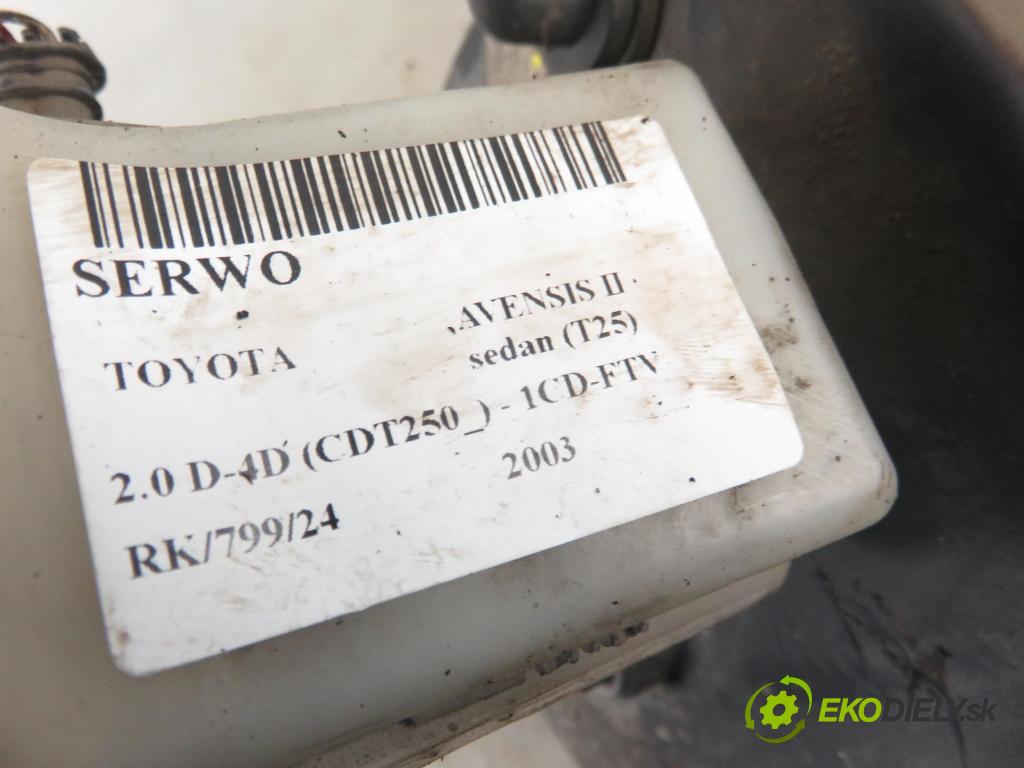 SERWO
TOYOTA AVENSIS II
sedan (T25)
2.0 D-4D (CDT250_) - 1CD-FTV
RK/799/24 2003
EKODIELY.sk